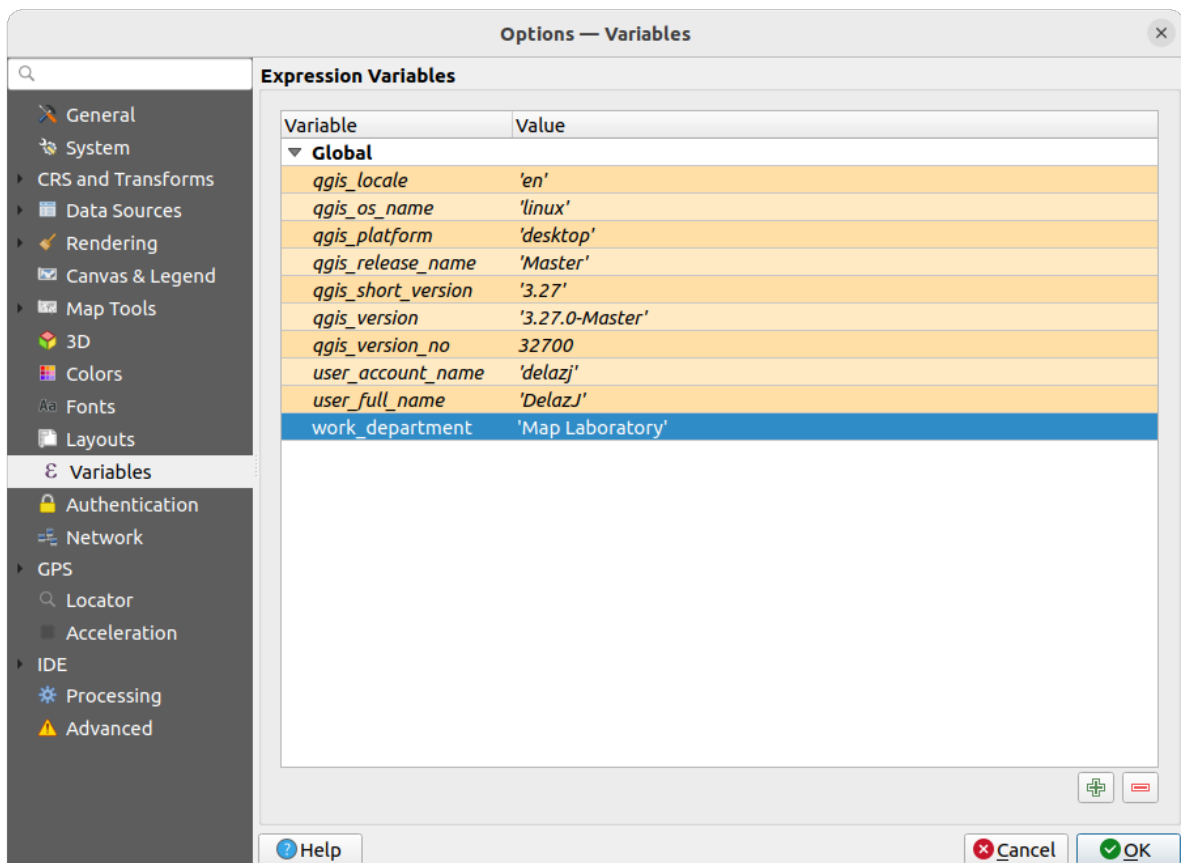 Options — Variables
General
System
CRS and Transforms
Data Sources
Rendering
Canvas & Legend
Map Tools
3D
Colors
Aa Fonts
Layouts
ε Variables
Authentication
Network
GPS
Locator
Acceleration
IDE
Processing
Advanced
Expression Variables
Variable Value
Global
qgis_locale 'en'
qgis_os_name 'linux'
qgis_platform 'desktop'
qgis_release_name 'Master'
qgis_short_version '3.27'
qgis_version '3.27.0-Master'
qgis_version_no 32700
user_account_name 'delazj'
user_full_name 'DelazJ'
work_department 'Map Laboratory'
Help
Cancel
OK